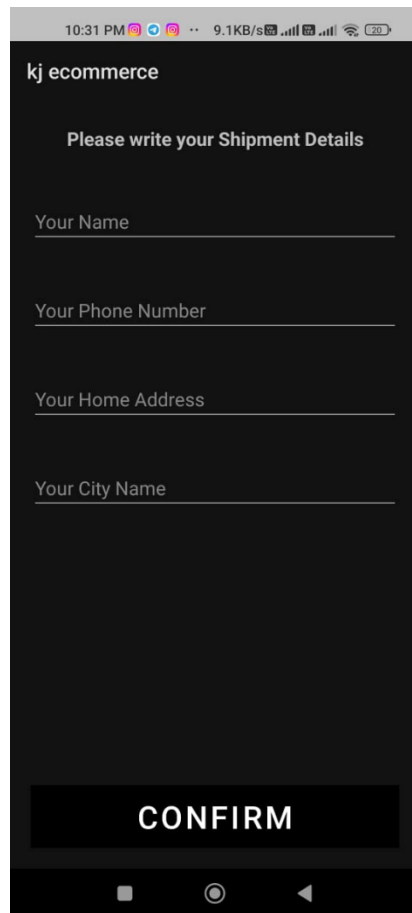 10:31 PM 9.1KB/s 20
kj ecommerce
Please write your Shipment Details
Your Name
Your Phone Number
Your Home Address
Your City Name
CONFIRM